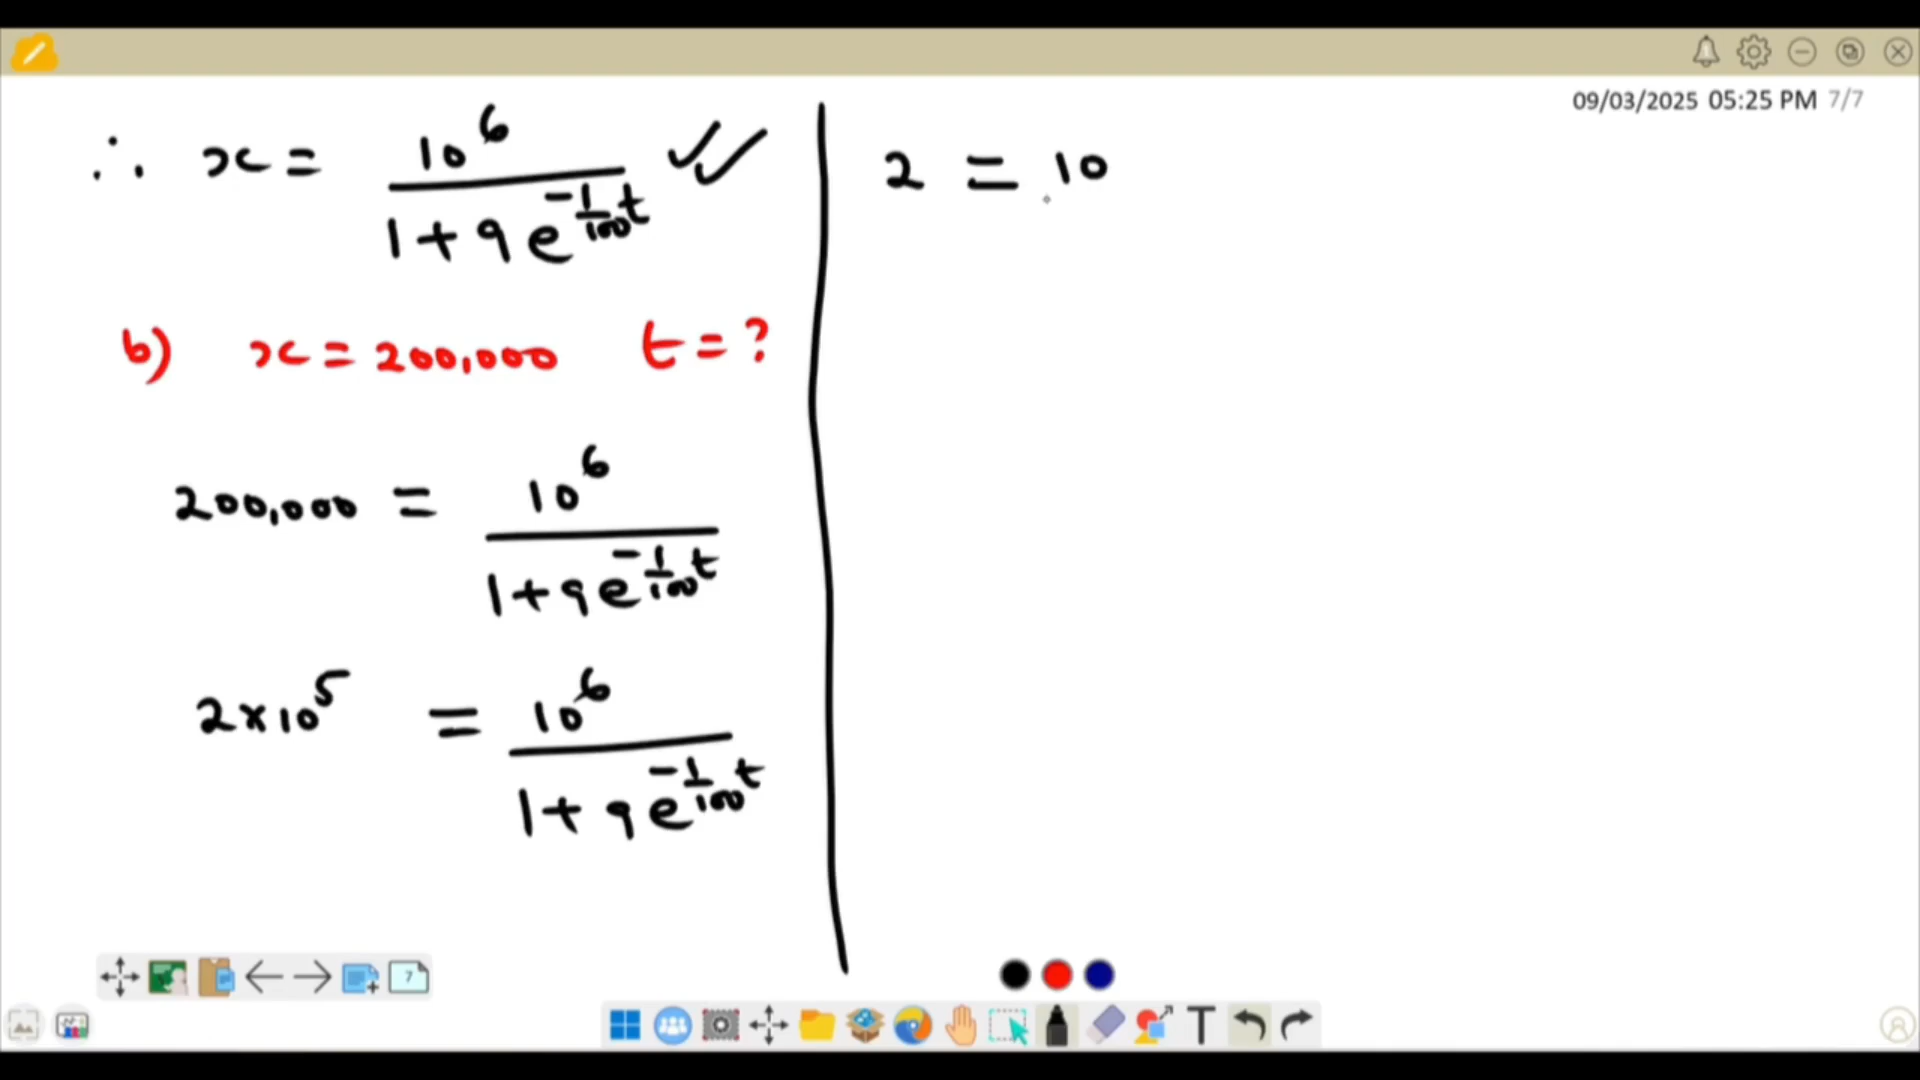 09/03/2025 05:25 PM 7/7
∴ x = 10^6 / (1 + 9e^(-1/100 t)) ✓✓
b) x = 200,000 t = ?
200,000 = 10^6 / (1 + 9e^(-1/100 t))
2 × 10^5 = 10^6 / (1 + 9e^(-1/100 t))
2 = 10
7
T